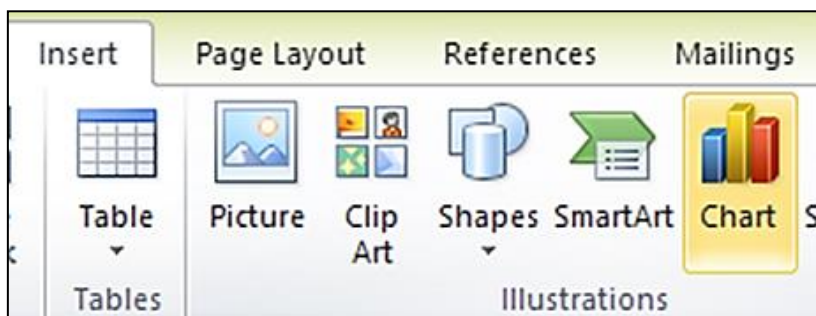 Insert Page Layout References Mailings
Table Picture Clip Art Shapes SmartArt Chart
Tables Illustrations